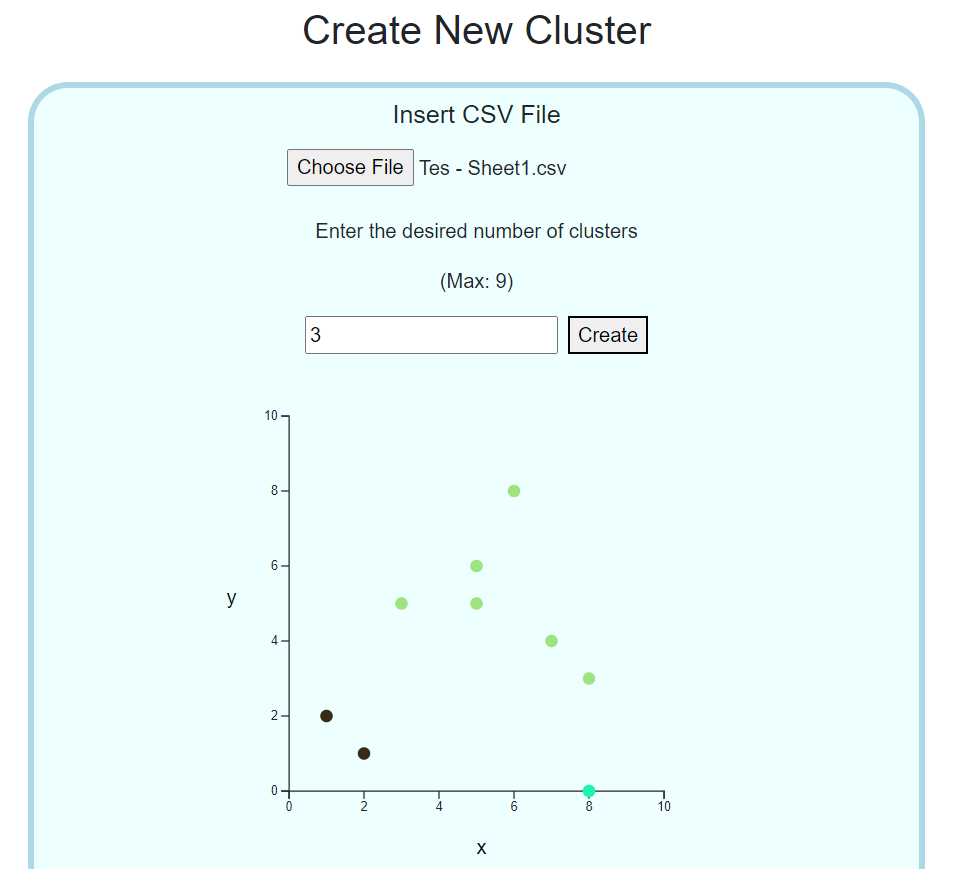 Create New Cluster
Insert CSV File
Choose File Tes - Sheet1.csv
Enter the desired number of clusters
(Max: 9)
3 Create
10
8
6
y
4
2
0
0 2 4 6 8 10
x